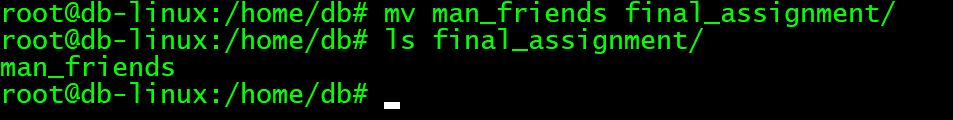 root@db-linux:/home/db# mv man_friends final_assignment/
root@db-linux:/home/db# ls final_assignment/
man_friends
root@db-linux:/home/db#